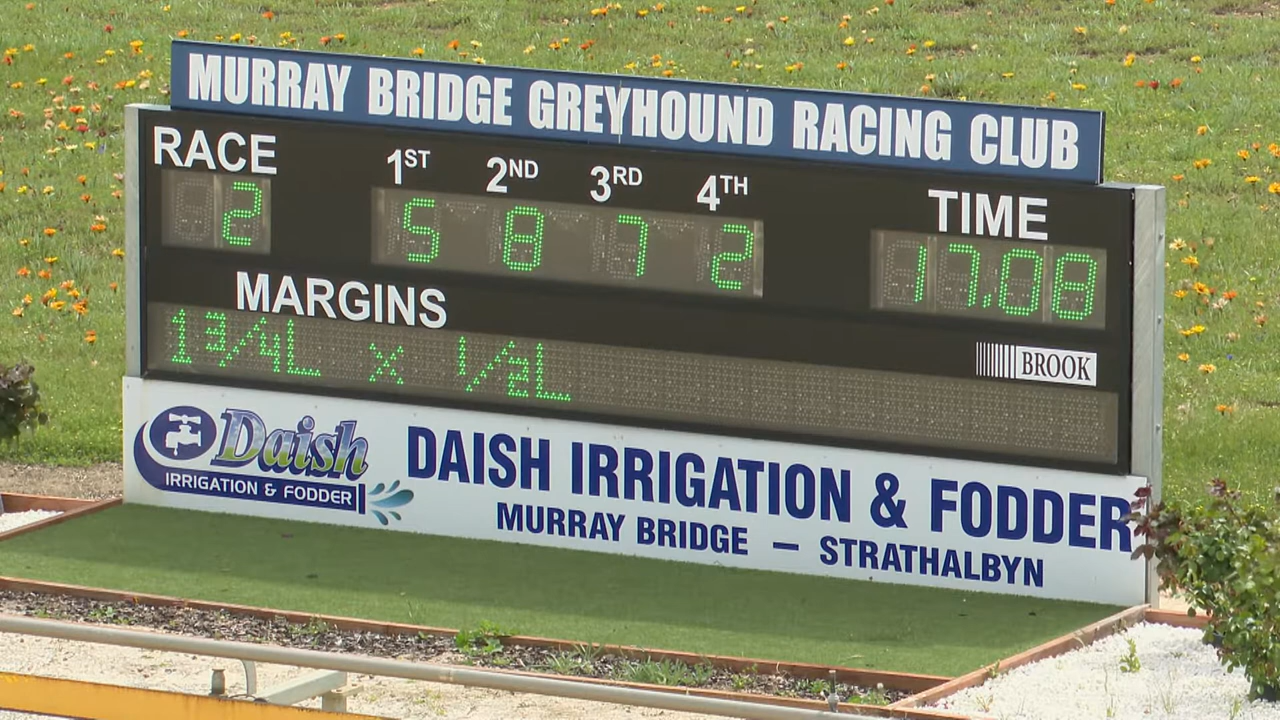 MURRAY BRIDGE GREYHOUND RACING CLUB
RACE 1ST 2ND 3RD 4TH TIME
2 5 8 7 2 17.08
MARGINS
1 3/4L X 1/2L
BROOK
Daish
IRRIGATION & FODDER
DAISH IRRIGATION & FODDER
MURRAY BRIDGE – STRATHALBYN